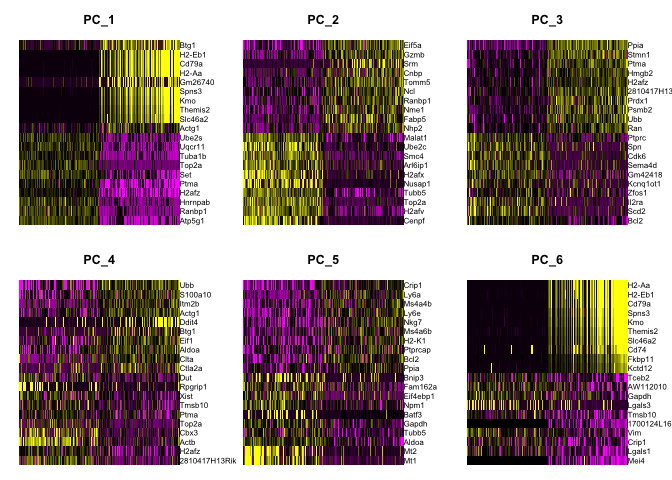 PC_1
Btg1
H2-Eb1
Cd79a
H2-Aa
Gm26740
Spns3
Kmo
Themis2
Slc46a2
Actg1
Ube2s
Uqcr11
Tuba1b
Top2a
Set
Ptma
H2afz
Hnrnpab
Ranbp1
Atp5g1
PC_2
Eif5a
Gzmb
Srm
Cnbp
Tomm5
Ncl
Ranbp1
Nme1
Fabp5
Nhp2
Malat1
Ube2c
Smc4
Arl6ip1
H2afx
Nusap1
Tubb5
Top2a
H2afv
Cenpf
PC_3
Ppia
Stmn1
Ptma
Hmgb2
H2afz
2810417H13
Prdx1
Psmb2
Ubb
Ran
Ptprc
Spn
Cdk6
Sema4d
Gm42418
Kcnq1ot1
Zfos1
Il2ra
Scd2
Bcl2
PC_4
Ubb
S100a10
Itm2b
Actg1
Ddit4
Btg1
Eif1
Aldoa
Clta
Ctla2a
Dut
Rpgrip1
Xist
Tmsb10
Ptma
Top2a
Cbx3
Actb
H2afz
2810417H13Rik
PC_5
Crip1
Ly6a
Ms4a4b
Ly6e
Nkg7
Ms4a6b
H2-K1
Ptprcap
Bcl2
Ppia
Bnip3
Fam162a
Eif4ebp1
Npm1
Batf3
Gapdh
Tubb5
Aldoa
Mt2
Mt1
PC_6
H2-Aa
H2-Eb1
Cd79a
Spns3
Kmo
Themis2
Slc46a2
Cd74
Fkbp11
Kctd12
Tceb2
AW112010
Gapdh
Lgals3
Tmsb10
1700124L16
Vim
Crip1
Lgals1
Mei4